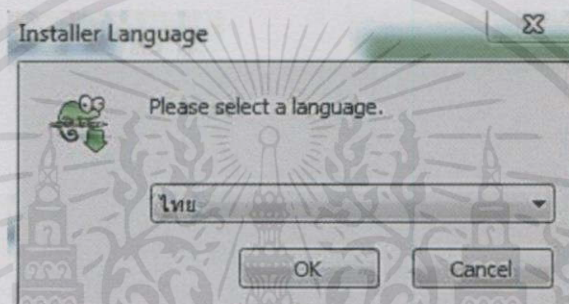 Installer Language
Please select a language.
ไทย
OK
Cancel